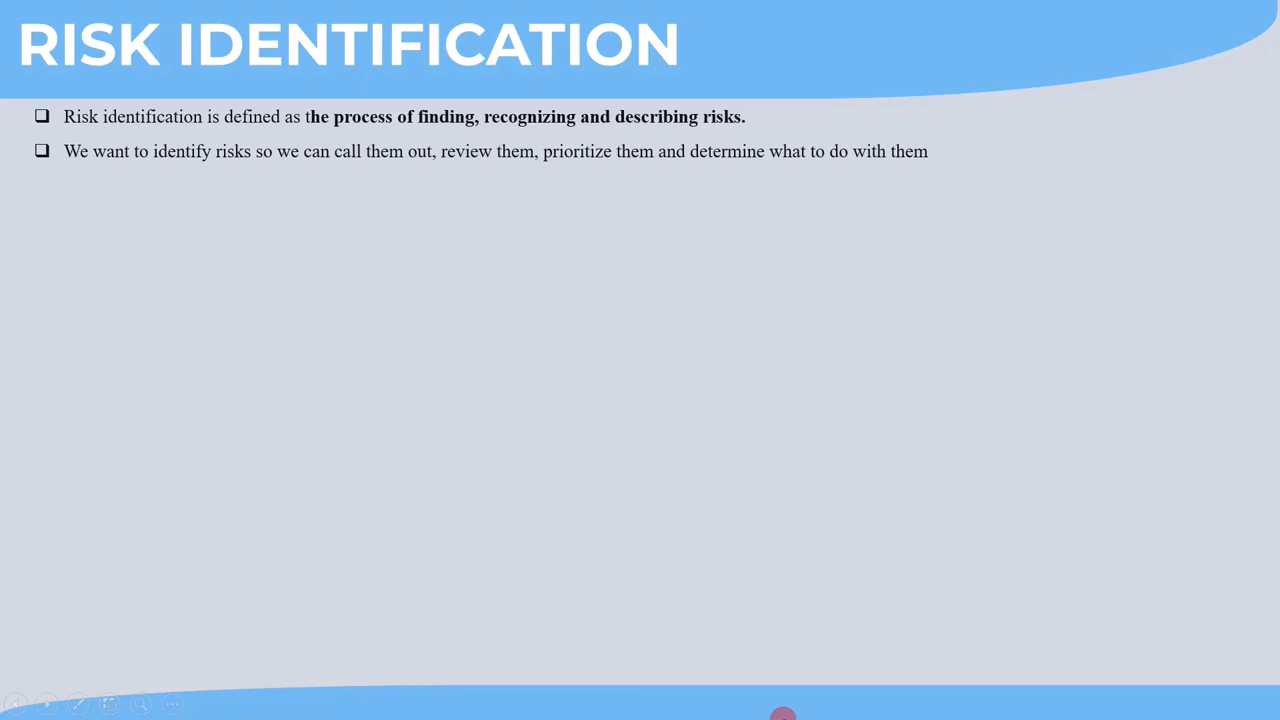 RISK IDENTIFICATION
❑ Risk identification is defined as the process of finding, recognizing and describing risks.
❑ We want to identify risks so we can call them out, review them, prioritize them and determine what to do with them